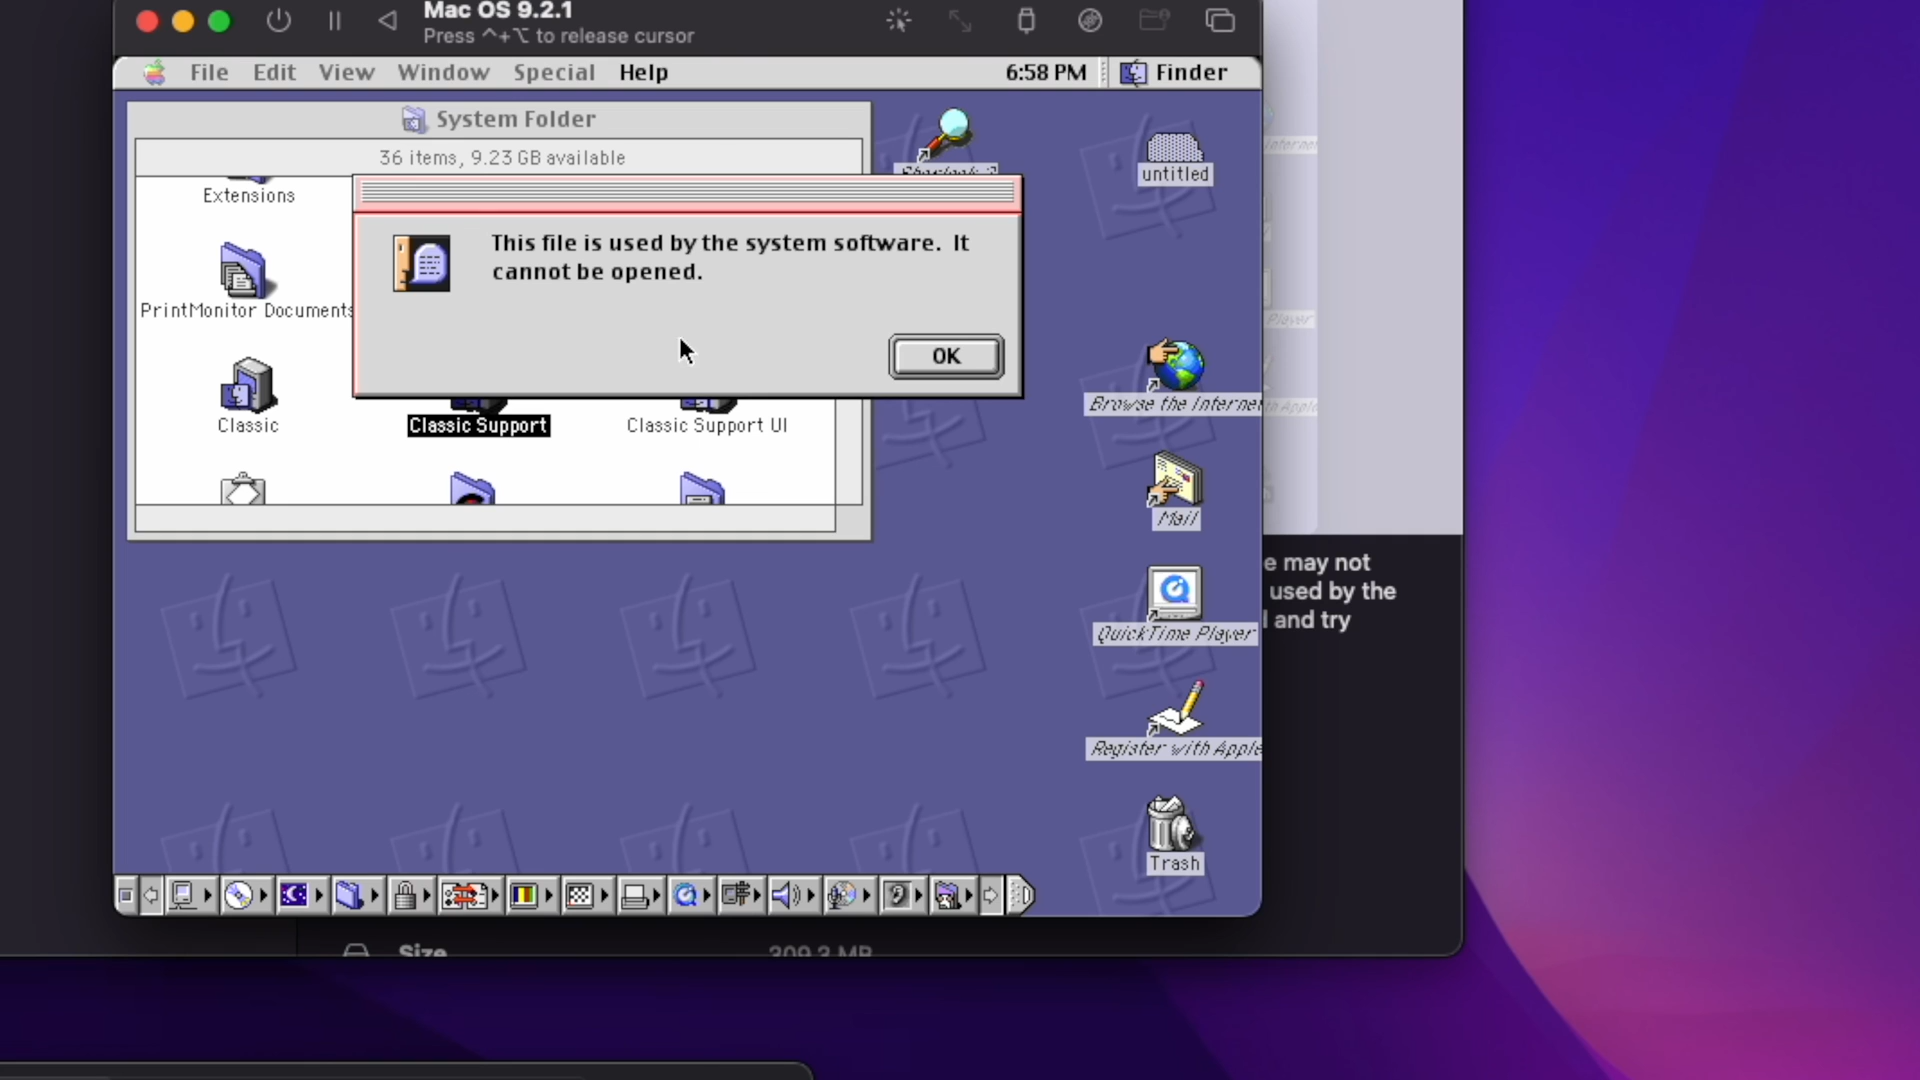 Mac OS 9.2.1
Press ^+⌥ to release cursor
File Edit View Window Special Help 6:58 PM Finder
System Folder
36 items, 9.23 GB available
Extensions
untitled
This file is used by the system software. It
cannot be opened.
OK
PrintMonitor Documents
Classic
Classic Support
Classic Support UI
Browse the Internet
Mail
QuickTime Player
Register with Apple
Trash
e may not
used by the
and try
Size 309.3 MB